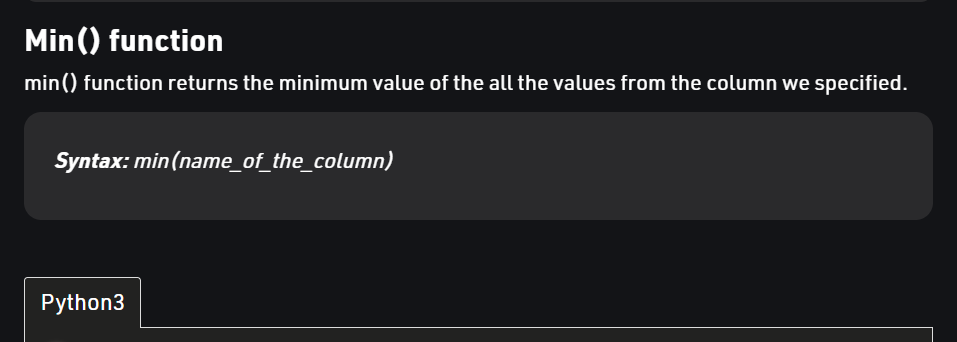 Min() function
min() function returns the minimum value of the all the values from the column we specified.
Syntax: min(name_of_the_column)
Python3